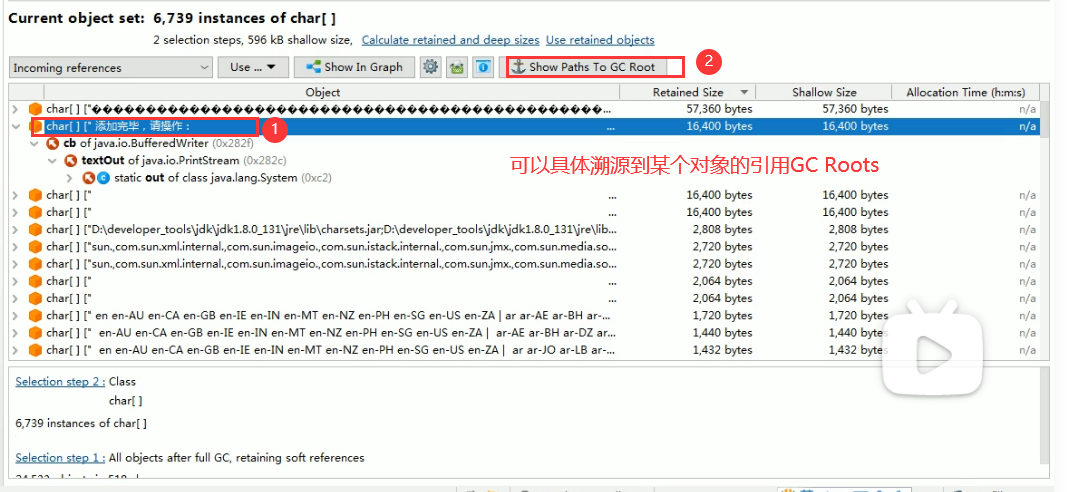 Current object set: 6,739 instances of char[ ]
2 selection steps, 596 kB shallow size, Calculate retained and deep sizes Use retained objects
Incoming references Use ... Show In Graph Show Paths To GC Root 2
Object Retained Size bytes Shallow Size bytes Allocation Time (h:m:s)
char[ ] ["������������������������������������������������... 57,360 bytes 57,360 bytes n/a
char[ ] [" 添加完毕，请操作： ... 16,400 bytes 16,400 bytes n/a
1
cb of java.io.BufferedWriter (0x282f)
textOut of java.io.PrintStream (0x282c)
static out of class java.lang.System (0xc2)
可以具体溯源到某个对象的引用GC Roots
char[ ] [" ... 16,400 bytes 16,400 bytes n/a
char[ ] [" ... 16,400 bytes 16,400 bytes n/a
char[ ] ["D:\developer_tools\jdk\jdk1.8.0_131\jre\lib\charsets.jar;D:\developer_tools\jdk\jdk1.8.0_131\jre\lib... 2,808 bytes 2,808 bytes n/a
char[ ] ["sun.,com.sun.xml.internal.,com.sun.imageio.,com.sun.istack.internal.,com.sun.jmx.,com.sun.media.so... 2,720 bytes 2,720 bytes n/a
char[ ] ["sun.,com.sun.xml.internal.,com.sun.imageio.,com.sun.istack.internal.,com.sun.jmx.,com.sun.media.so... 2,720 bytes 2,720 bytes n/a
char[ ] [" ... 2,064 bytes 2,064 bytes n/a
char[ ] [" ... 2,064 bytes 2,064 bytes n/a
char[ ] [" en en-AU en-CA en-GB en-IE en-IN en-MT en-NZ en-PH en-SG en-US en-ZA | ar ar-AE ar-BH ar-... 1,720 bytes 1,720 bytes n/a
char[ ] [" en-AU en-CA en-GB en-IE en-IN en-MT en-NZ en-PH en-SG en-US en-ZA | ar-AE ar-BH ar-DZ ar... 1,440 bytes 1,440 bytes n/a
char[ ] [" en en-AU en-CA en-GB en-IE en-IN en-MT en-NZ en-PH en-SG en-US en-ZA | ar ar-JO ar-LB ar-... 1,432 bytes 1,432 bytes n/a
Selection step 2 : Class
char[ ]
6,739 instances of char[ ]
Selection step 1 : All objects after full GC, retaining soft references